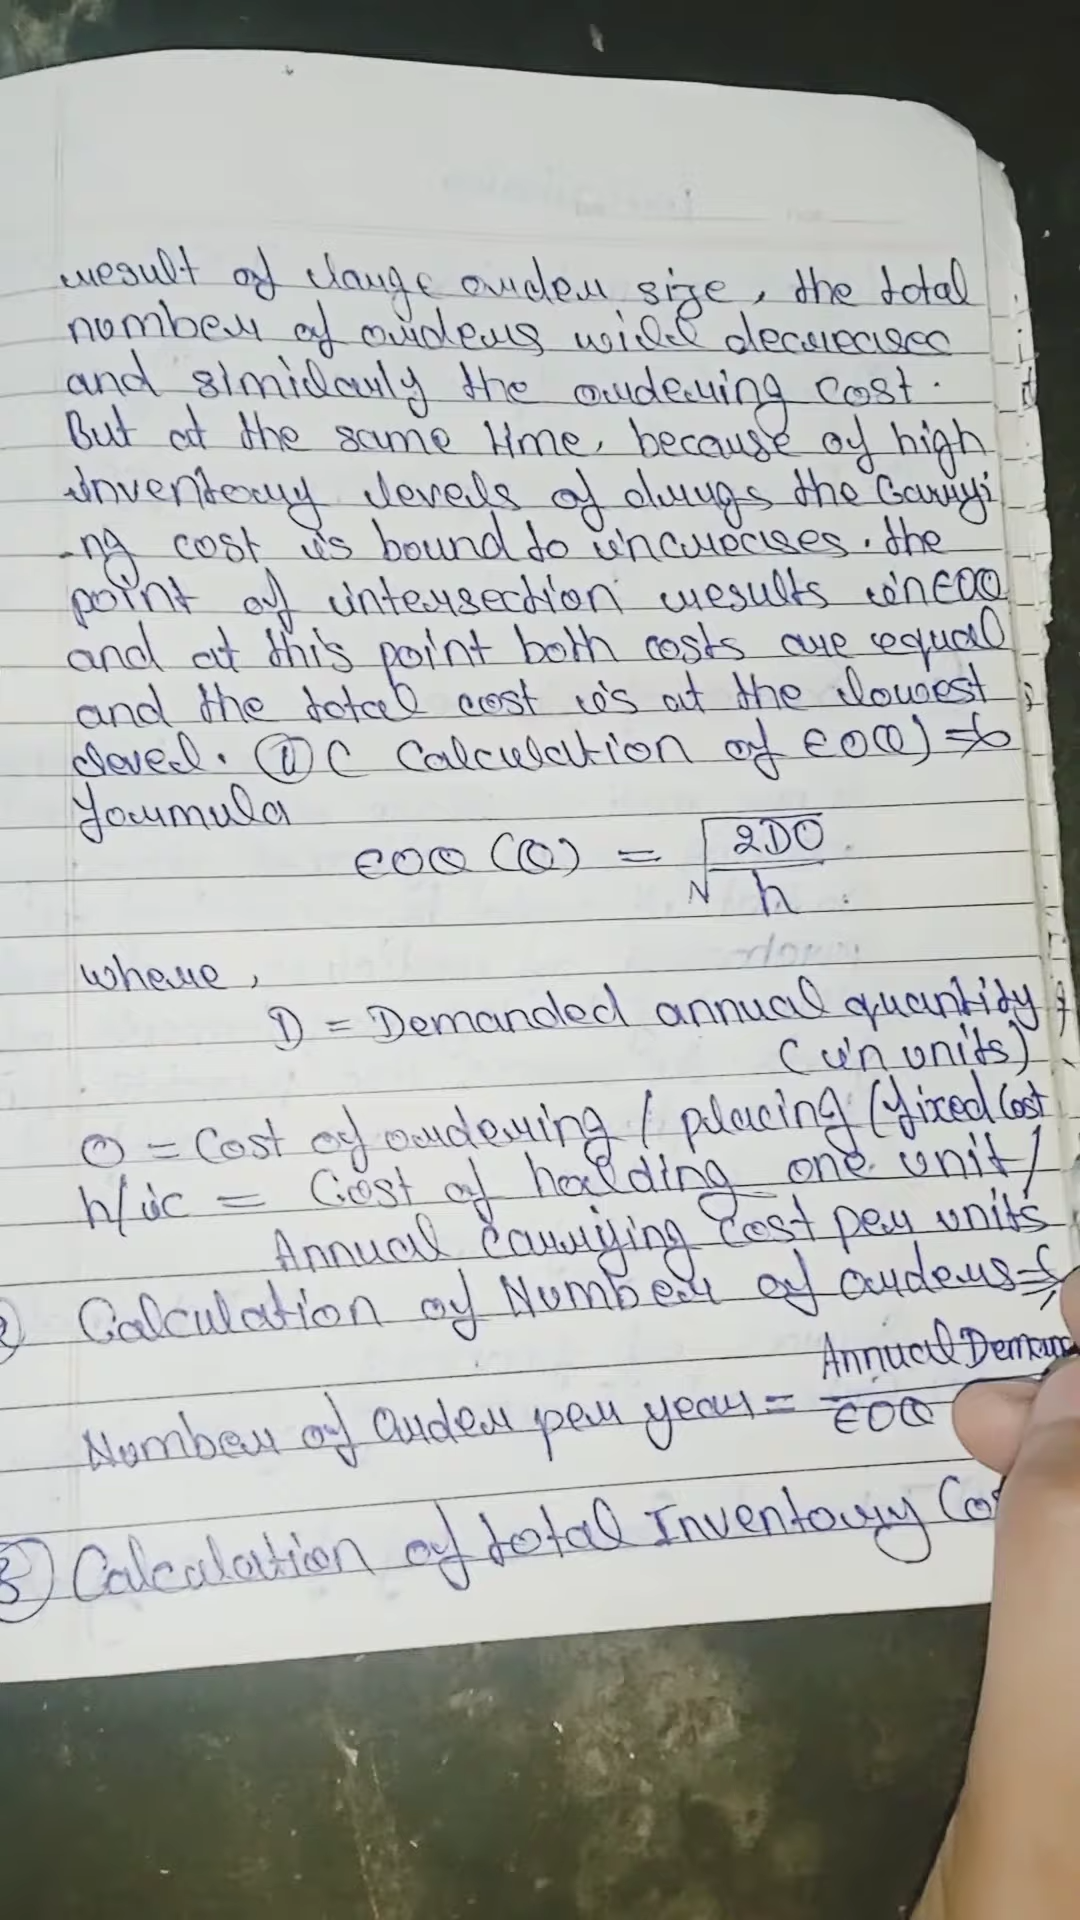 result of large order size, the total
number of orders will decreases
and similarly the ordering cost.
But at the same time, because of high
inventory levels of drugs the Carryi
-ng cost is bound to increases. the
point of intersection results in EOQ
and at this point both costs are equal
and the total cost is at the lowest
level. ① C Calculation of EOQ) ⇒
formula
EOQ (Q) = √2DO
h
where,
D = Demanded annual quantity
(in units)
O = Cost of ordering / placing (fixed Cost
h/ic = Cost of holding one unit /
Annual carrying cost per units
Calculation of Number of orders ⇒
Annual Deman
Number of Order per year = EOQ
3) Calculation of total Inventory Cos